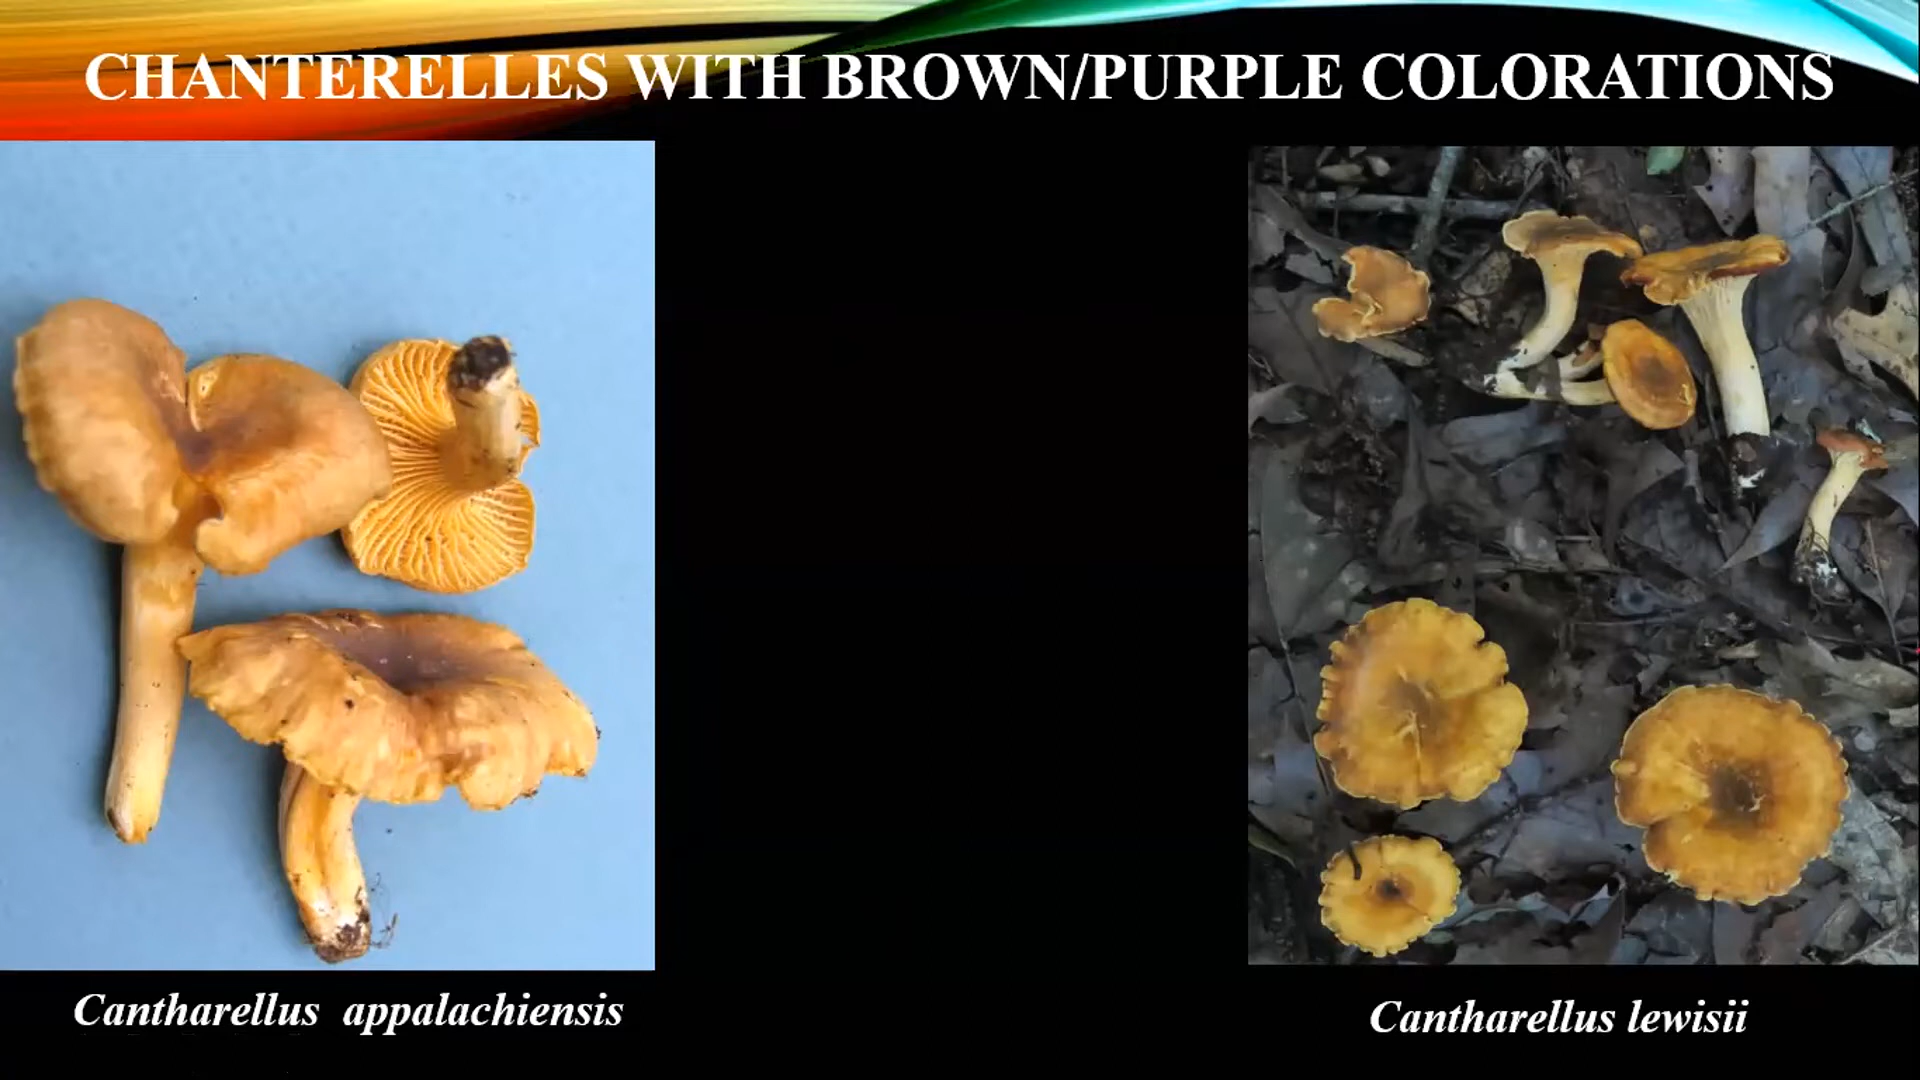 CHANTERELLES WITH BROWN/PURPLE COLORATIONS
Cantharellus appalachiensis
Cantharellus lewisii